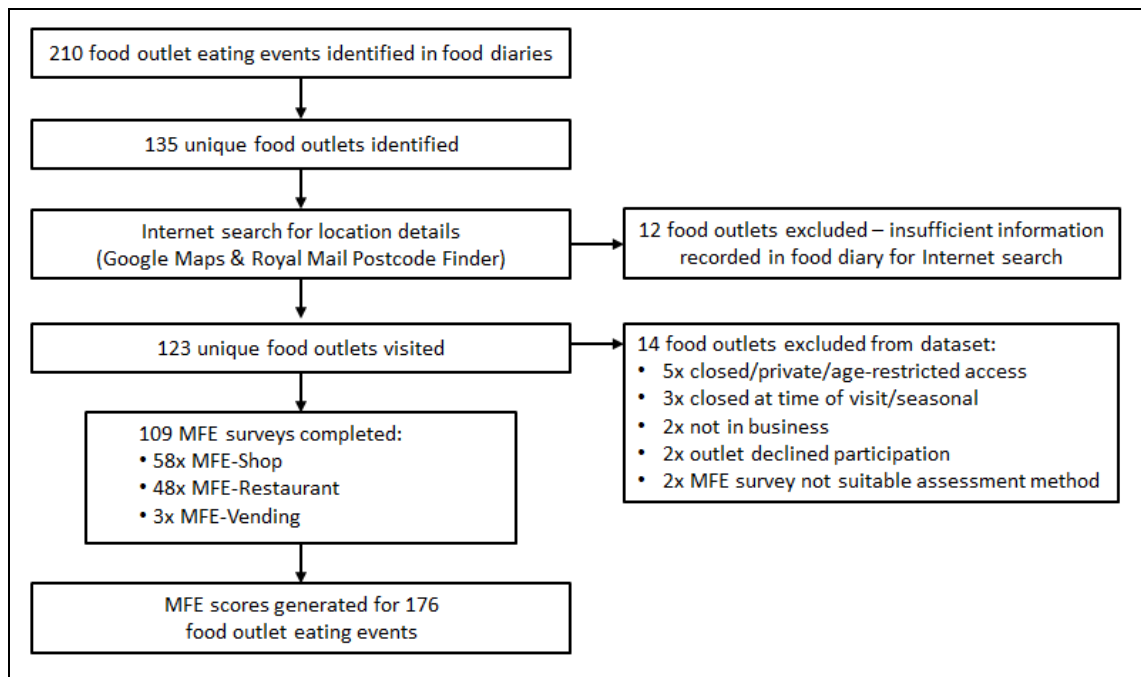 210 food outlet eating events identified in food diaries
135 unique food outlets identified
Internet search for location details
(Google Maps & Royal Mail Postcode Finder)
12 food outlets excluded – insufficient information
recorded in food diary for Internet search
123 unique food outlets visited
14 food outlets excluded from dataset:
• 5x closed/private/age-restricted access
• 3x closed at time of visit/seasonal
• 2x not in business
• 2x outlet declined participation
• 2x MFE survey not suitable assessment method
109 MFE surveys completed:
• 58x MFE-Shop
• 48x MFE-Restaurant
• 3x MFE-Vending
MFE scores generated for 176
food outlet eating events